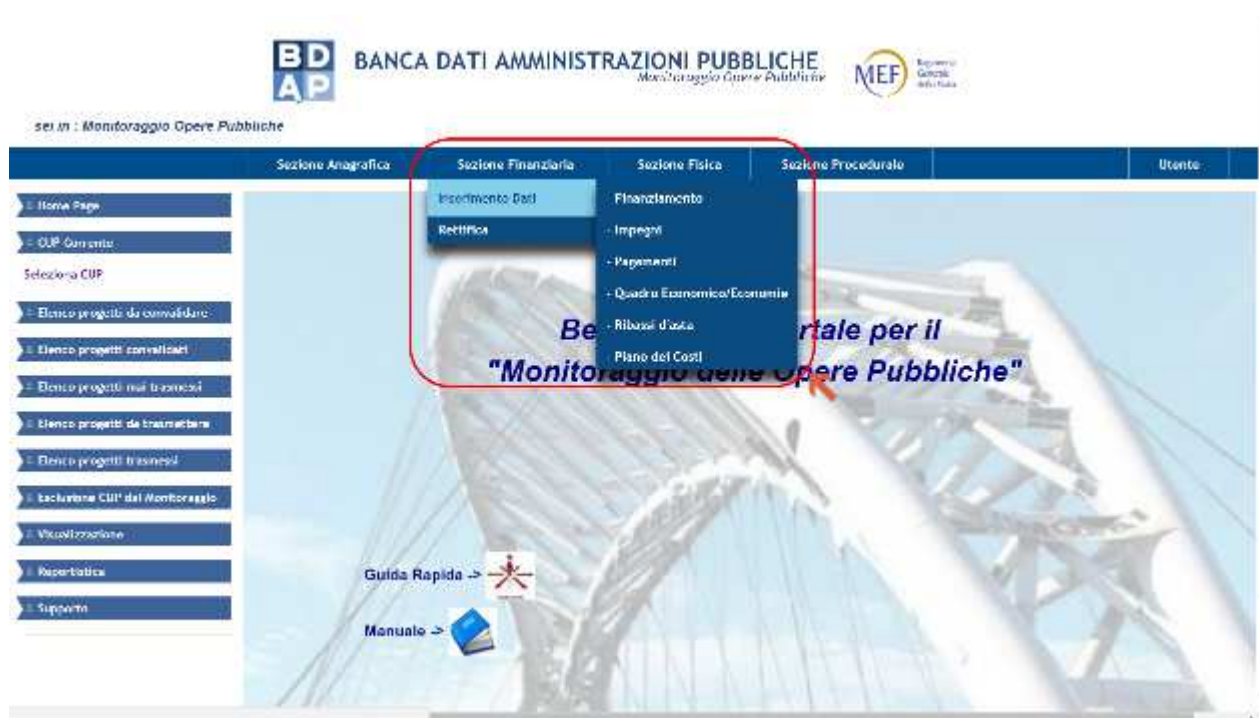 BD
AP
BANCA DATI AMMINISTRAZIONI PUBBLICHE
Monitoraggio Opere Pubbliche
MEF
Ragioneria
Generale
dello Stato
sei in : Monitoraggio Opere Pubbliche
Sezione Anagrafica
Sezione Finanziaria
Sezione Fisica
Sezione Procedurale
Utente
Inserimento Dati
Rettifica
Finanziamento
- Impegni
- Pagamenti
- Quadro Economico/Economie
- Ribassi d'asta
- Piano dei Costi
Home Page
CUP Corrente
Seleziona CUP
Elenco progetti da convalidare
Elenco progetti convalidati
Elenco progetti mai trasmessi
Elenco progetti da trasmettere
Elenco progetti trasmessi
Esclusione CUP dal Monitoraggio
Visualizzazione
Reportistica
Supporto
Be rtale per il
"Monitoraggio delle Opere Pubbliche"
Guida Rapida ->
Manuale ->